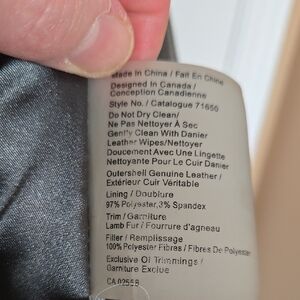 Made In China / Fait En Chine
Designed In Canada /
Conception Canadienne
Style No. / Catalogue 71650
Do Not Dry Clean/
Ne Pas Nettoyer À Sec
Gently Clean With Danier
Leather Wipes/Nettoyer
Doucement Avec Une Lingette
Nettoyante Pour Le Cuir Danier
Outershell Genuine Leather /
Extérieur Cuir Véritable
Lining / Doublure
97% Polyester,3% Spandex
Trim / Garniture
Lamb Fur / Fourrure d'agneau
Filler / Remplissage
100% Polyester Fibres / Fibres De Polyester
Exclusive Of Trimmings /
Garniture Exclue
CA 02559